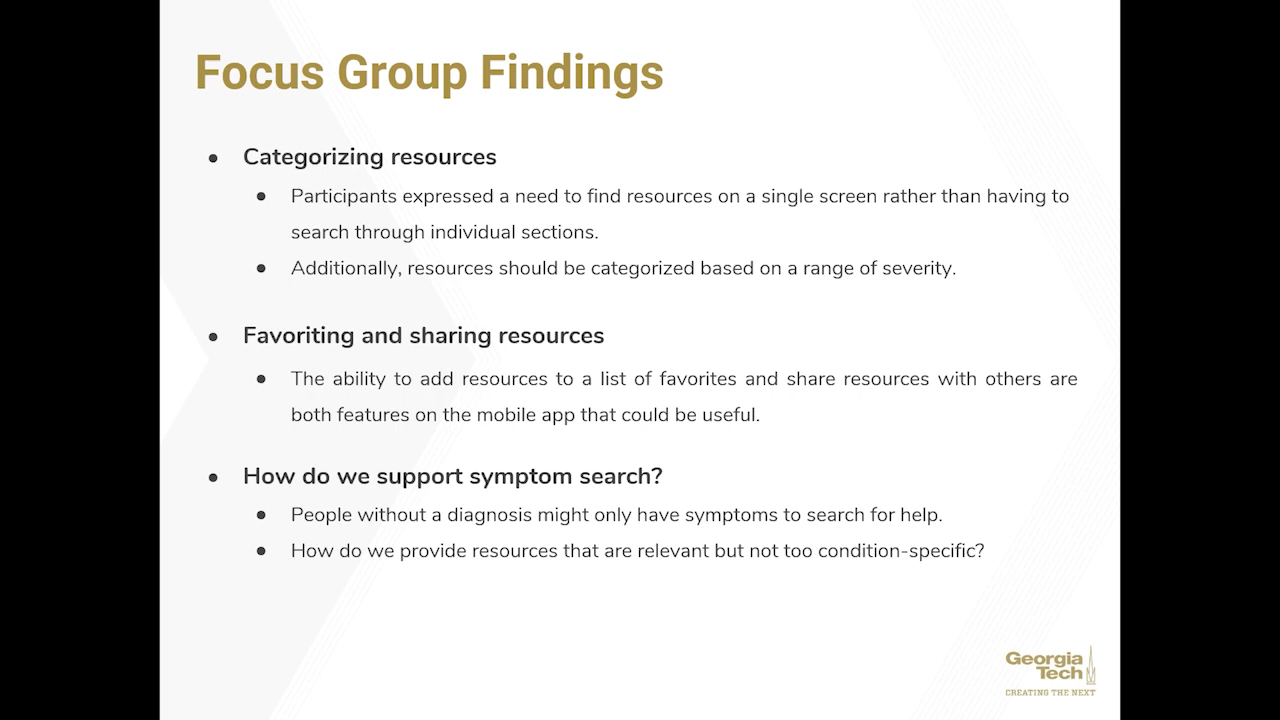 Focus Group Findings
● Categorizing resources
● Participants expressed a need to find resources on a single screen rather than having to
search through individual sections.
● Additionally, resources should be categorized based on a range of severity.
● Favoriting and sharing resources
● The ability to add resources to a list of favorites and share resources with others are
both features on the mobile app that could be useful.
● How do we support symptom search?
● People without a diagnosis might only have symptoms to search for help.
● How do we provide resources that are relevant but not too condition-specific?
Georgia
Tech
CREATING THE NEXT